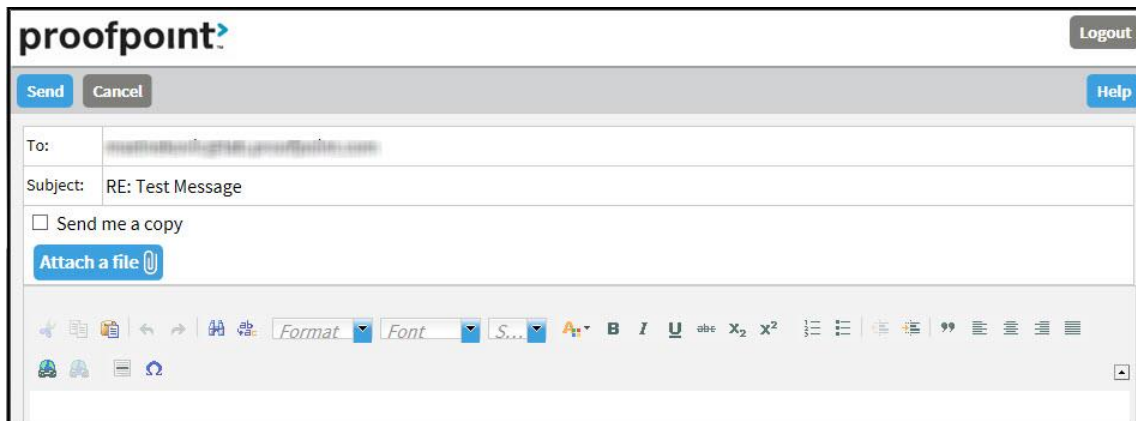 proofpoint
Logout
Send Cancel Help
To:
Subject: RE: Test Message
Send me a copy
Attach a file
Format Font S... B I U abc X₂ X²